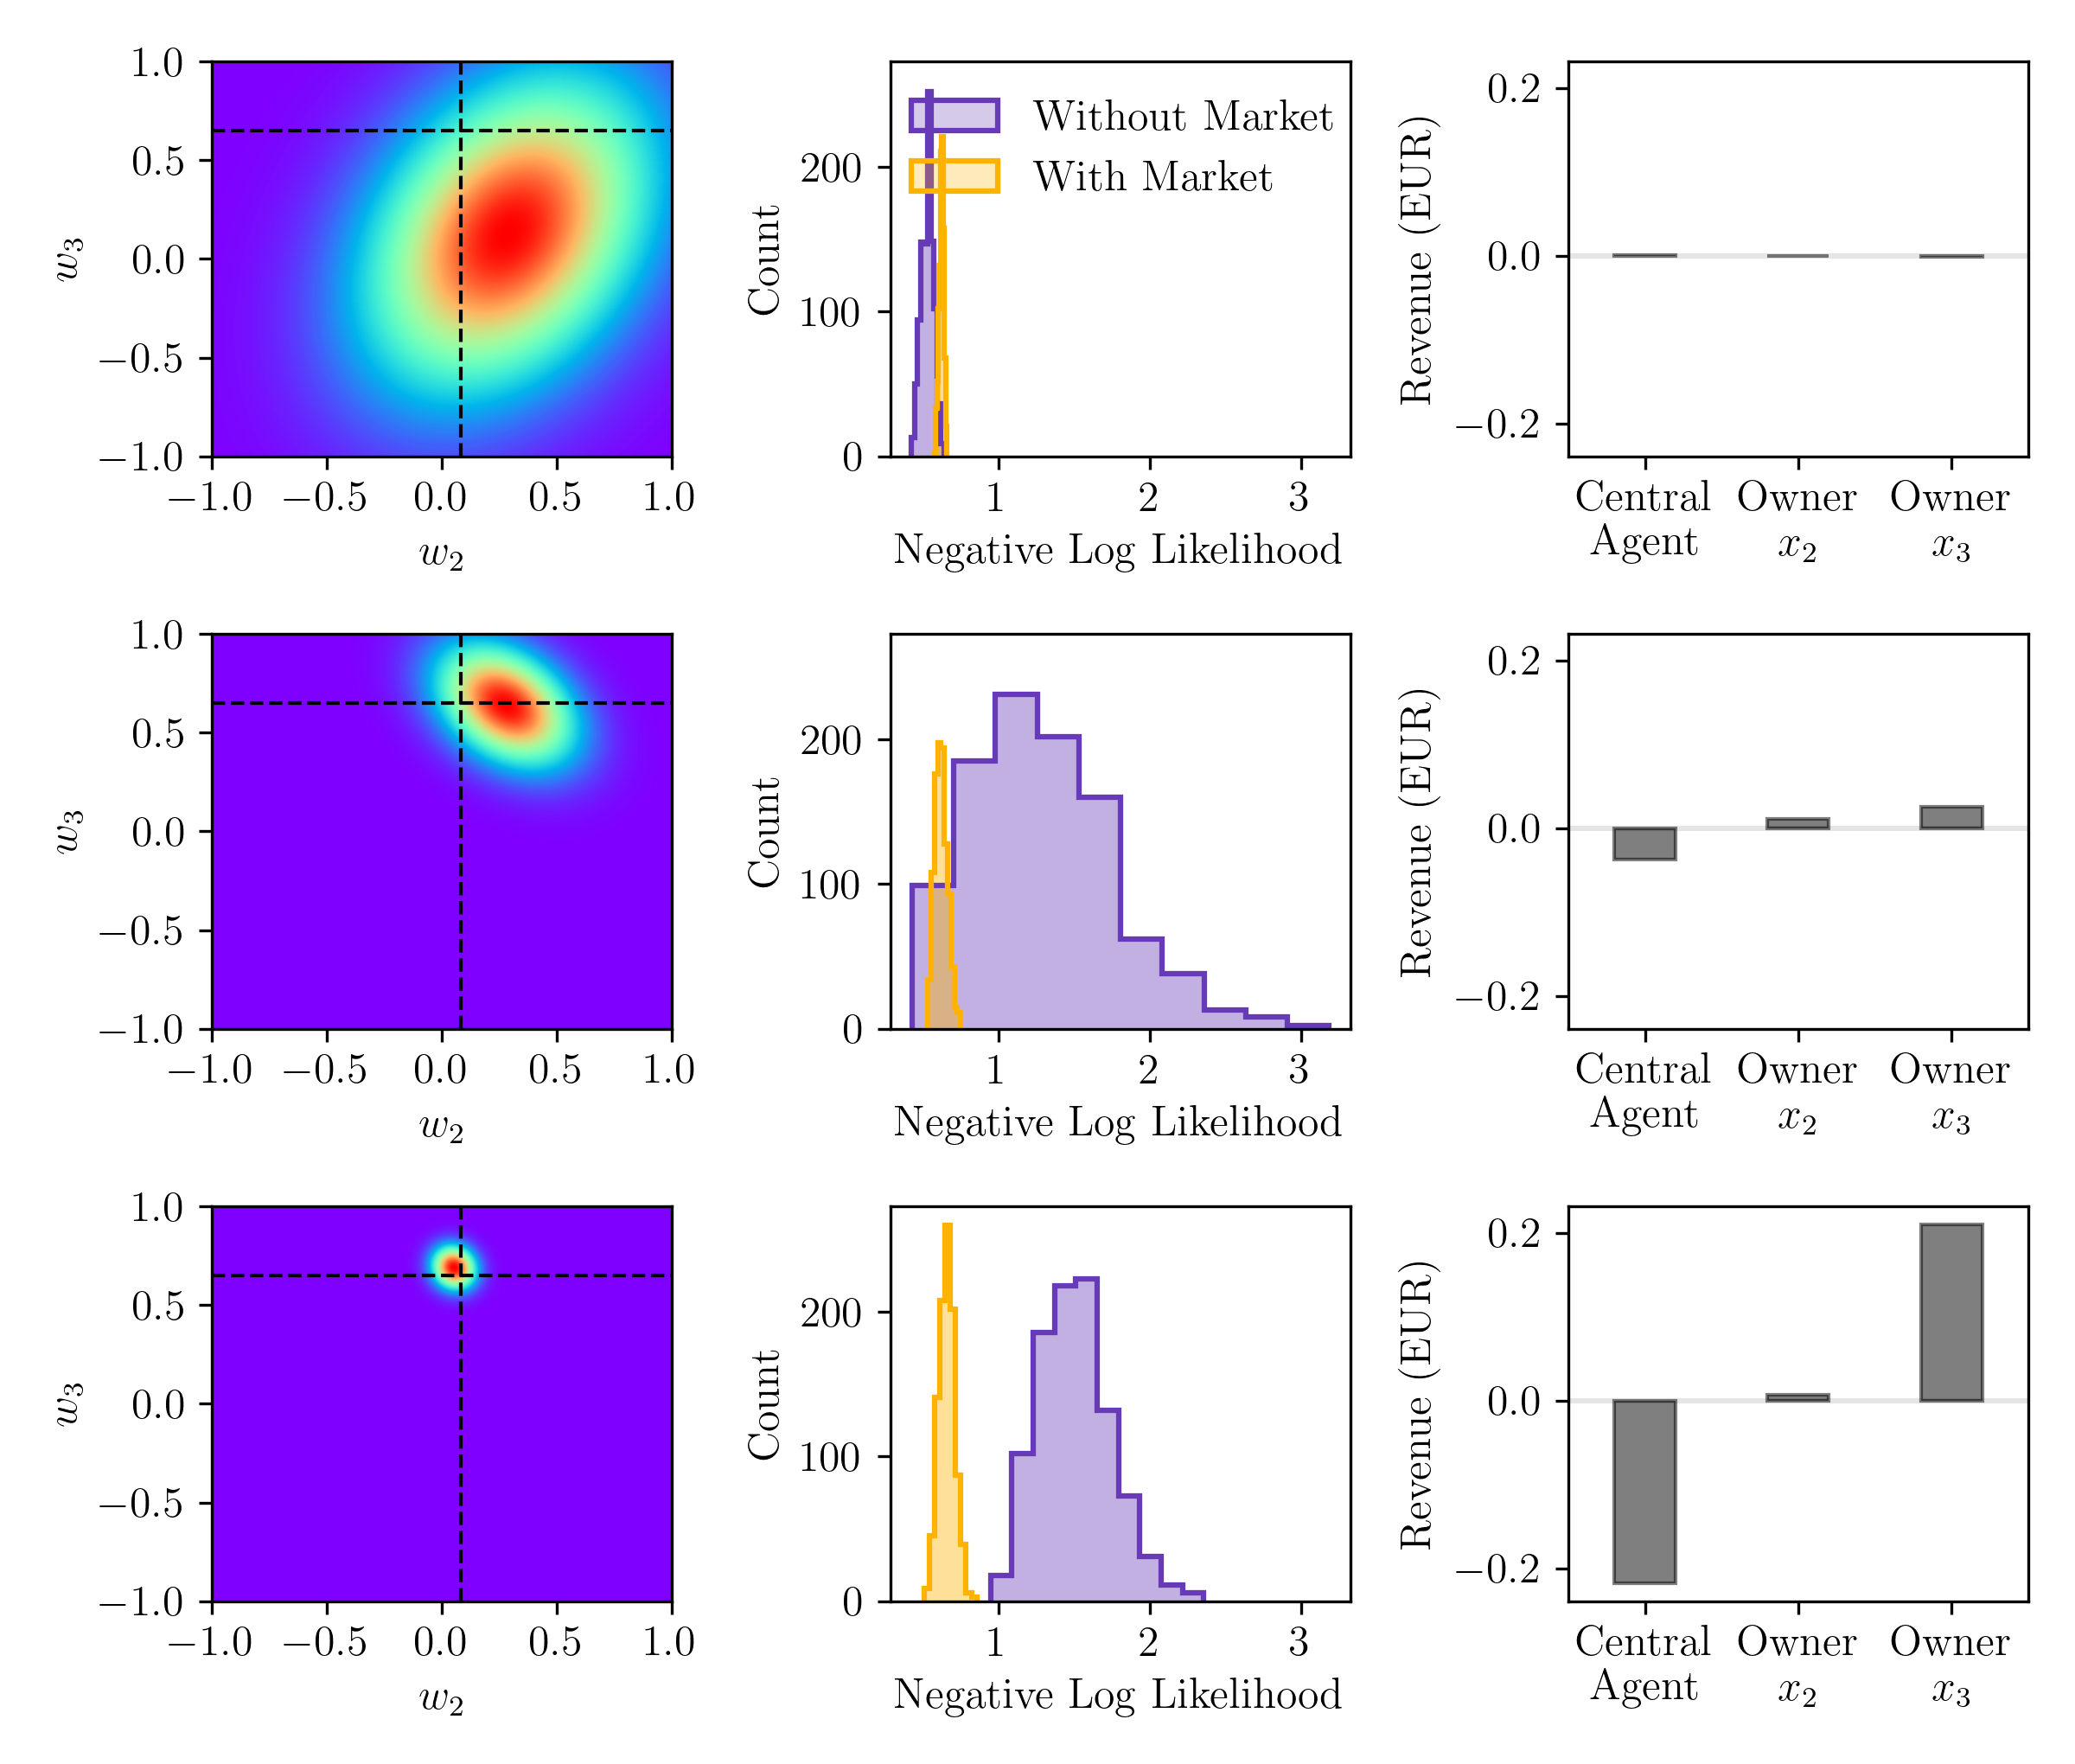 1.0
0.5
0.0
−0.5
−1.0
w₃
−1.0 −0.5 0.0 0.5 1.0
w₂
Without Market
With Market
200
100
0
Count
1 2 3
Negative Log Likelihood
0.2
0.0
−0.2
Revenue (EUR)
Central Agent
Owner x₂
Owner x₃
1.0
0.5
0.0
−0.5
−1.0
w₃
−1.0 −0.5 0.0 0.5 1.0
w₂
200
100
0
Count
1 2 3
Negative Log Likelihood
0.2
0.0
−0.2
Revenue (EUR)
Central Agent
Owner x₂
Owner x₃
1.0
0.5
0.0
−0.5
−1.0
w₃
−1.0 −0.5 0.0 0.5 1.0
w₂
200
100
0
Count
1 2 3
Negative Log Likelihood
0.2
0.0
−0.2
Revenue (EUR)
Central Agent
Owner x₂
Owner x₃